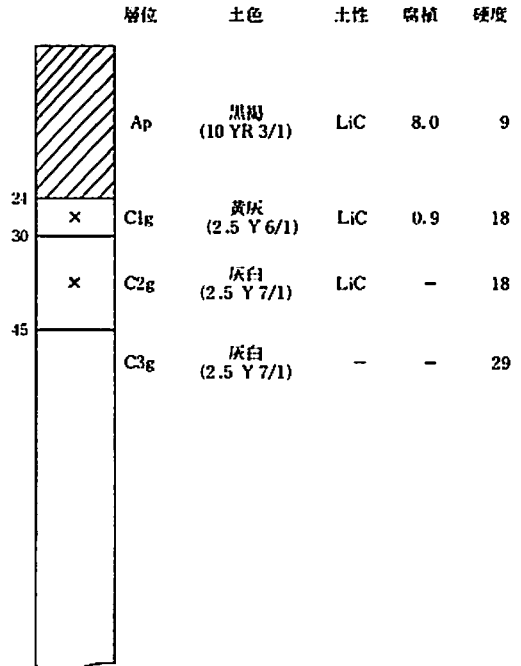 層位 土色 土性 腐植 硬度
Ap 黒褐 (10 YR 3/1) LiC 8.0 9
24
× C1g 黄灰 (2.5 Y 6/1) LiC 0.9 18
30
× C2g 灰白 (2.5 Y 7/1) LiC − 18
45
C3g 灰白 (2.5 Y 7/1) − − 29